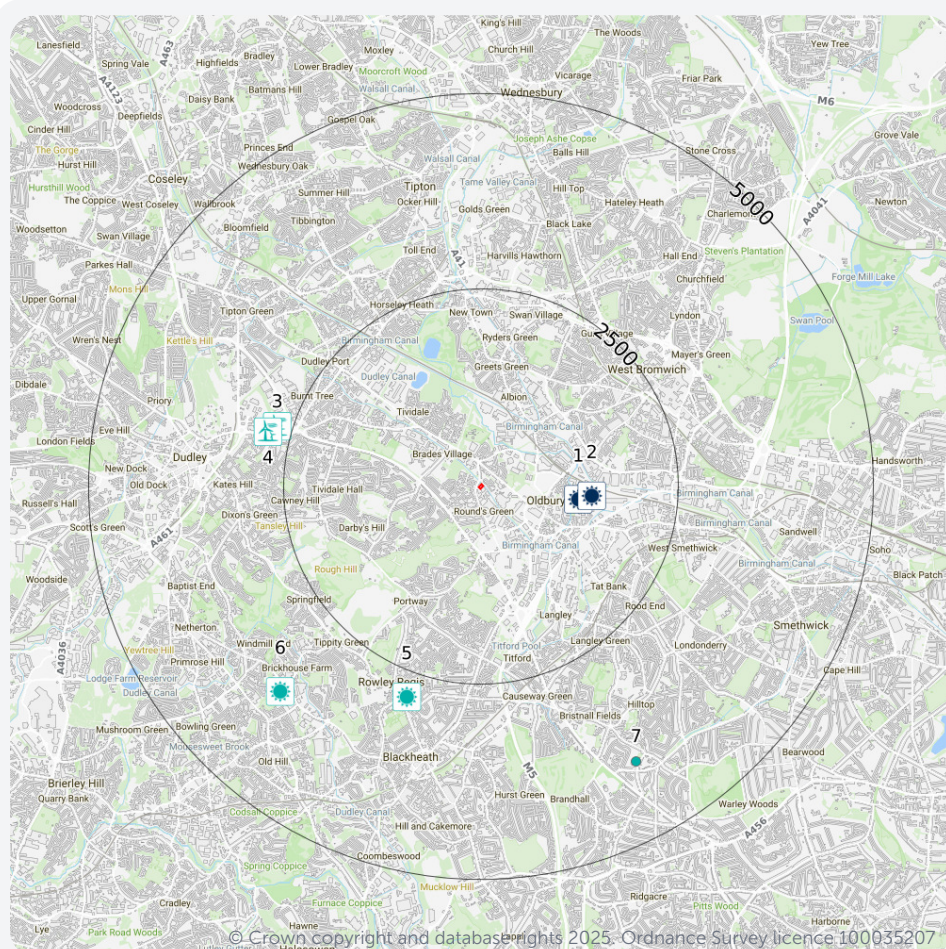 King's Hill
The Woods
Yew Tree
Lanesfield
A463
Moxley
Church Hill
Spring Vale
Highfields
Bradley
Lower Bradley
Moorcroft Wood
Vicarage
Friar Park
A4123
Batmans Hill
Walsall Canal
Wednesbury
M6
Woodcross
Daisy Bank
Deepfields
Gospel Oak
Cinder Hill
Joseph Ashe Copse
Grove Vale
The Gorge
Princes End
Balls Hill
Stone Cross
Hurst Hill
Wednesbury Oak
Walsall Canal
Coseley
Hursthill Wood
Tipton
Tame Valley Canal
Hill Top
5000
The Coppice
West Coseley
Wallbrook
Summer Hill
Ocker Hill
Hateley Heath
Newton
Golds Green
Charlemont
A4041
Tibbington
Bloomfield
Black Lake
Woodsetton
Swan Village
Toll End
Harvills Hawthorn
Hall End
Steven's Plantation
A41
Parkes Hall
Churchfield
Forge Mill Lake
Mons Hill
Upper Gornal
Tipton Green
Horseley Heath
New Town
Swan Village
Lyndon
Swan Pool
Wren's Nest
Kettle's Hill
Birmingham Canal
Ryders Green
2500
Mayer's Green
Dudley Port
Greets Green
West Bromwich
Dibdale
Dudley Canal
Priory
3
Burnt Tree
Albion
Tividale
Eve Hill
Birmingham Canal
London Fields
4
Brades Village
1 2
Dudley
Handsworth
New Dock
Old Dock
Kates Hill
Tividale Hall
Cawney Hill
Oldbury
Birmingham Canal
Russell's Hall
Dixon's Green
Round's Green
Scott's Green
Tansley Hill
Darby's Hill
Birmingham Canal
Sandwell
A461
Birmingham Canal
West Smethwick
Soho
Rough Hill
Birmingham Canal
Woodside
Baptist End
Tat Bank
Black Patch
Springfield
Portway
Rood End
Netherton
Langley
Smethwick
A4036
Windmill End
Tippity Green
Langley Green
Yewtree Hill
6
5
Titford Pool
Londonderry
Primrose Hill
Brickhouse Farm
Titford
Cape Hill
Lodge Farm Reservoir
Rowley Regis
Dudley Canal
Causeway Green
Hilltop
Bristnall Fields
Mushroom Green
Bowling Green
7
Mousesweet Brook
Bearwood
Old Hill
Blackheath
M5
Brierley Hill
Quarry Bank
Hurst Green
Brandhall
Warley Woods
Codsall Coppice
Dudley Canal
A456
Hill and Cakemore
Coombeswood
Spring Coppice
Mucklow Hill
Ridgacre
Cradley
Furnace Coppice
Pitts Wood
Lye
Park Road Woods
Hawne
Harborne
© Crown copyright and database rights 2025. Ordnance Survey licence 100035207